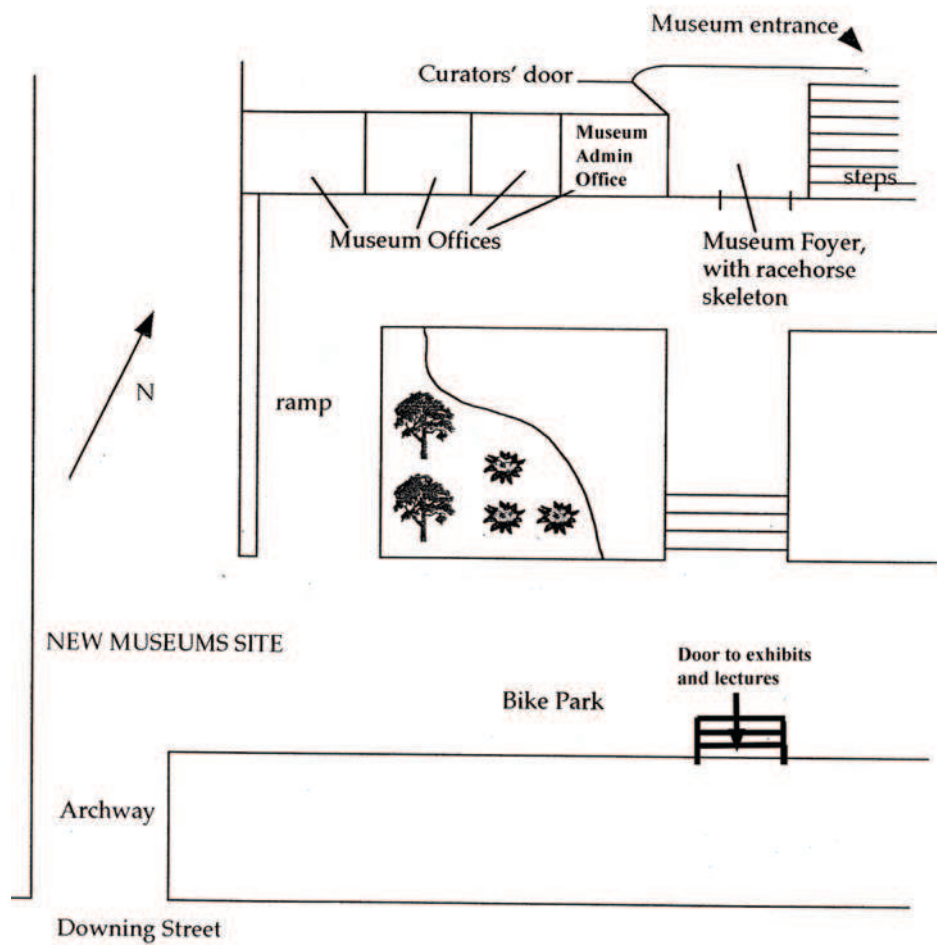 Museum entrance
Curators' door
Museum
Admin
Office
steps
Museum Offices
Museum Foyer,
with racehorse
skeleton
N
ramp
NEW MUSEUMS SITE
Door to exhibits
and lectures
Bike Park
Archway
Downing Street